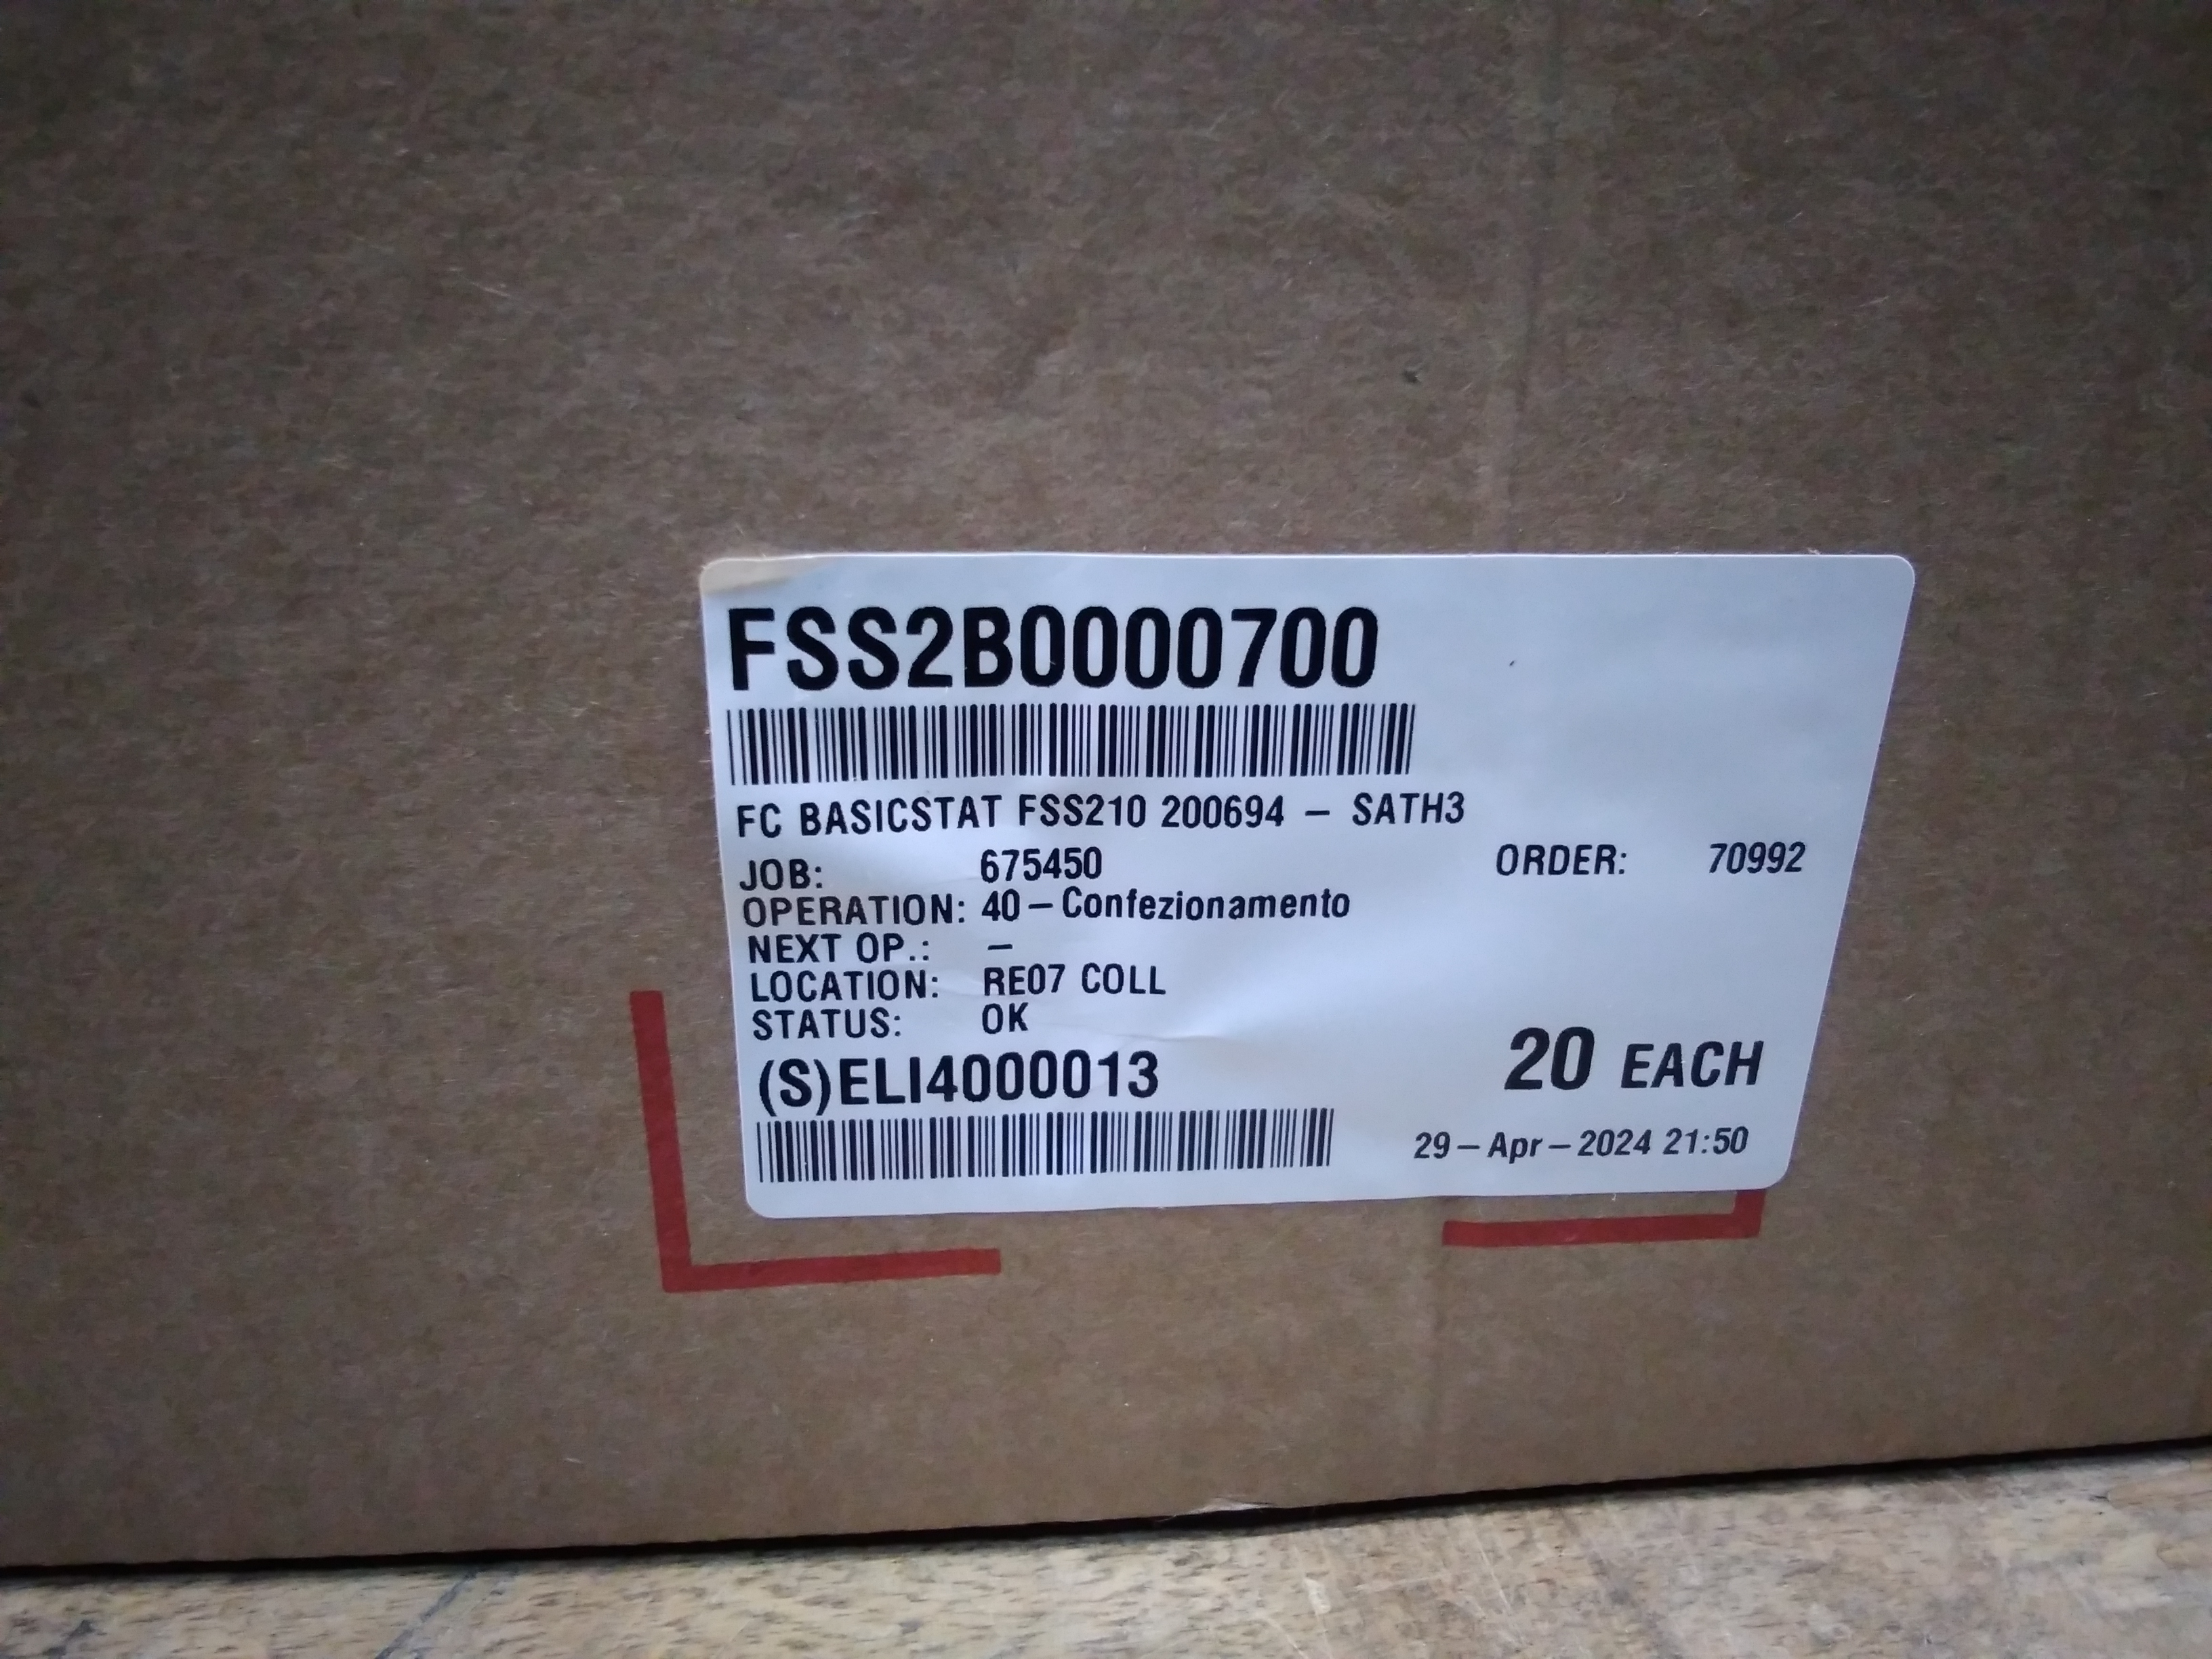 FSS2B0000700
FC BASICSTAT FSS210 200694 – SATH3
JOB: 675450 ORDER: 70992
OPERATION: 40 – Confezionamento
NEXT OP.: –
LOCATION: RE07 COLL
STATUS: OK
(S)ELI4000013 20 EACH
29 – Apr – 2024 21:50